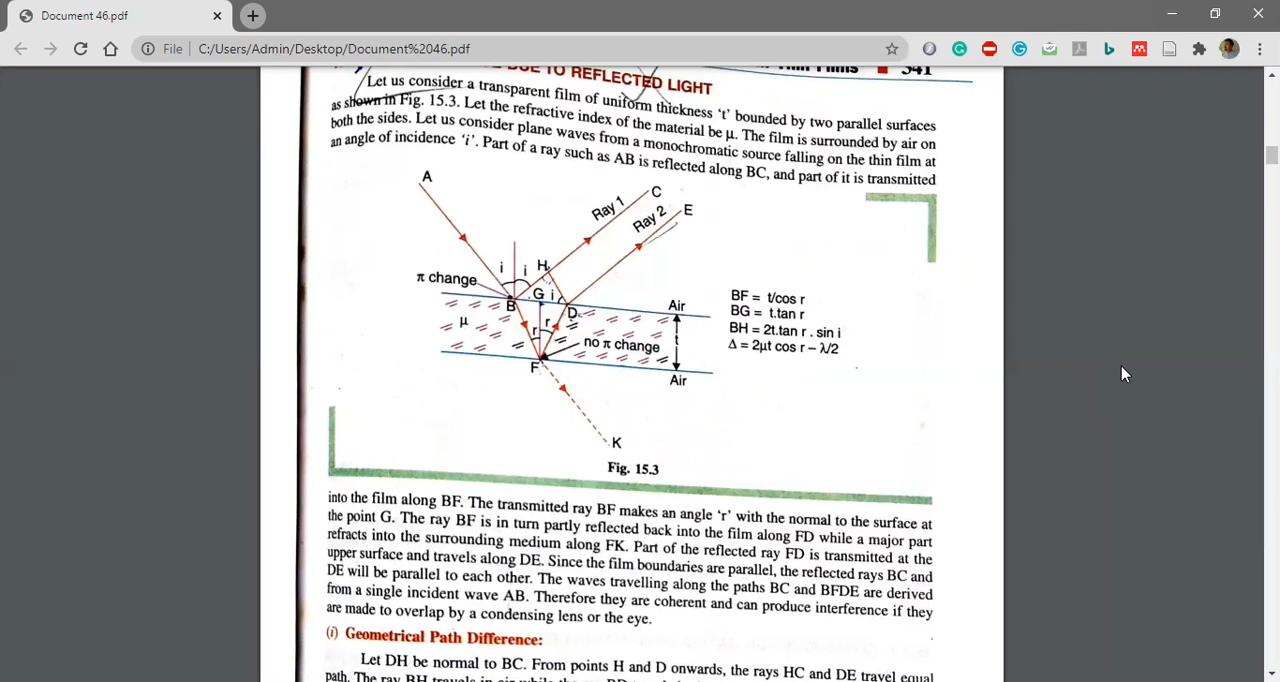 Document 46.pdf
File
C:/Users/Admin/Desktop/Document%2046.pdf
DUE TO REFLECTED LIGHT
Thin Films 341
Let us consider a transparent film of uniform thickness ‘t’ bounded by two parallel surfaces
as shown in Fig. 15.3. Let the refractive index of the material be μ. The film is surrounded by air on
both the sides. Let us consider plane waves from a monochromatic source falling on the thin film at
an angle of incidence ‘i’. Part of a ray such as AB is reflected along BC, and part of it is transmitted
A
C
Ray 1
Ray 2
E
i
i
H
π change
G
i
B
D
Air
μ
r
r
no π change
t
F
Air
K
BF = t/cos r
BG = t.tan r
BH = 2t.tan r . sin i
Δ = 2μt cos r – λ/2
Fig. 15.3
into the film along BF. The transmitted ray BF makes an angle ‘r’ with the normal to the surface at
the point G. The ray BF is in turn partly reflected back into the film along FD while a major part
refracts into the surrounding medium along FK. Part of the reflected ray FD is transmitted at the
upper surface and travels along DE. Since the film boundaries are parallel, the reflected rays BC and
DE will be parallel to each other. The waves travelling along the paths BC and BFDE are derived
from a single incident wave AB. Therefore they are coherent and can produce interference if they
are made to overlap by a condensing lens or the eye.
(i) Geometrical Path Difference:
Let DH be normal to BC. From points H and D onwards, the rays HC and DE travel equal
path. The ray BH travels in air while the